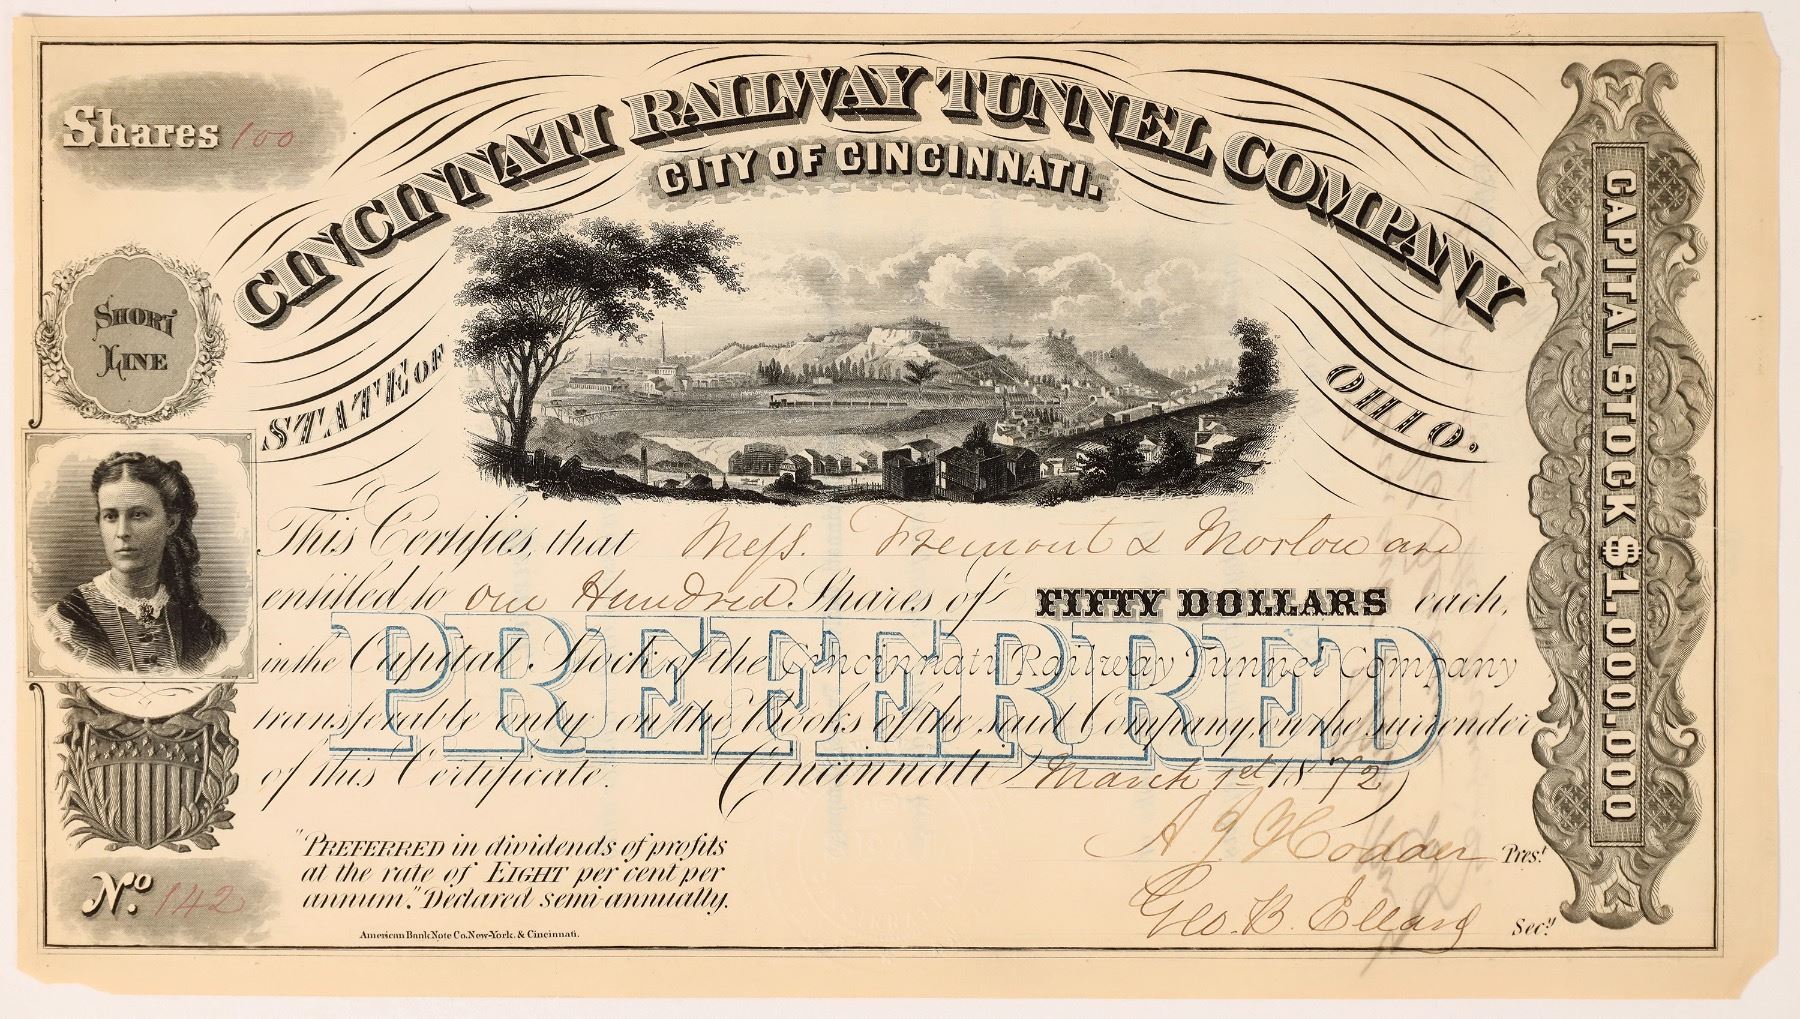 Shares 100
CINCINNATI RAILWAY TUNNEL COMPANY
CITY OF CINCINNATI.
SHORT
LINE
STATE OF
OHIO.
CAPITAL STOCK $1,000,000
This Certifies, that Mess. Fremont & Morton are
entitled to One Hundred Shares of FIFTY DOLLARS each,
in the Capital Stock of the Cincinnati Railway Tunnel Company
PREFERRED
transferable only on the Books of the said Company, on the surrender
of this Certificate. Cincinnati, March 1st 1872
"PREFERRED in dividends of profits
at the rate of EIGHT per cent per
annum". Declared semi-annually.
A J Hodder Prest
Geo. B. Ellard Secy
No. 142
American Bank Note Co. New-York. & Cincinnati.